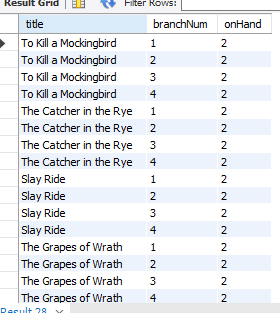 Result Grid Filter Rows:
title branchNum onHand
To Kill a Mockingbird 1 2
To Kill a Mockingbird 2 2
To Kill a Mockingbird 3 2
To Kill a Mockingbird 4 2
The Catcher in the Rye 1 2
The Catcher in the Rye 2 2
The Catcher in the Rye 3 2
The Catcher in the Rye 4 2
Slay Ride 1 2
Slay Ride 2 2
Slay Ride 3 2
Slay Ride 4 2
The Grapes of Wrath 1 2
The Grapes of Wrath 2 2
The Grapes of Wrath 3 2
The Grapes of Wrath 4 2
Result 28